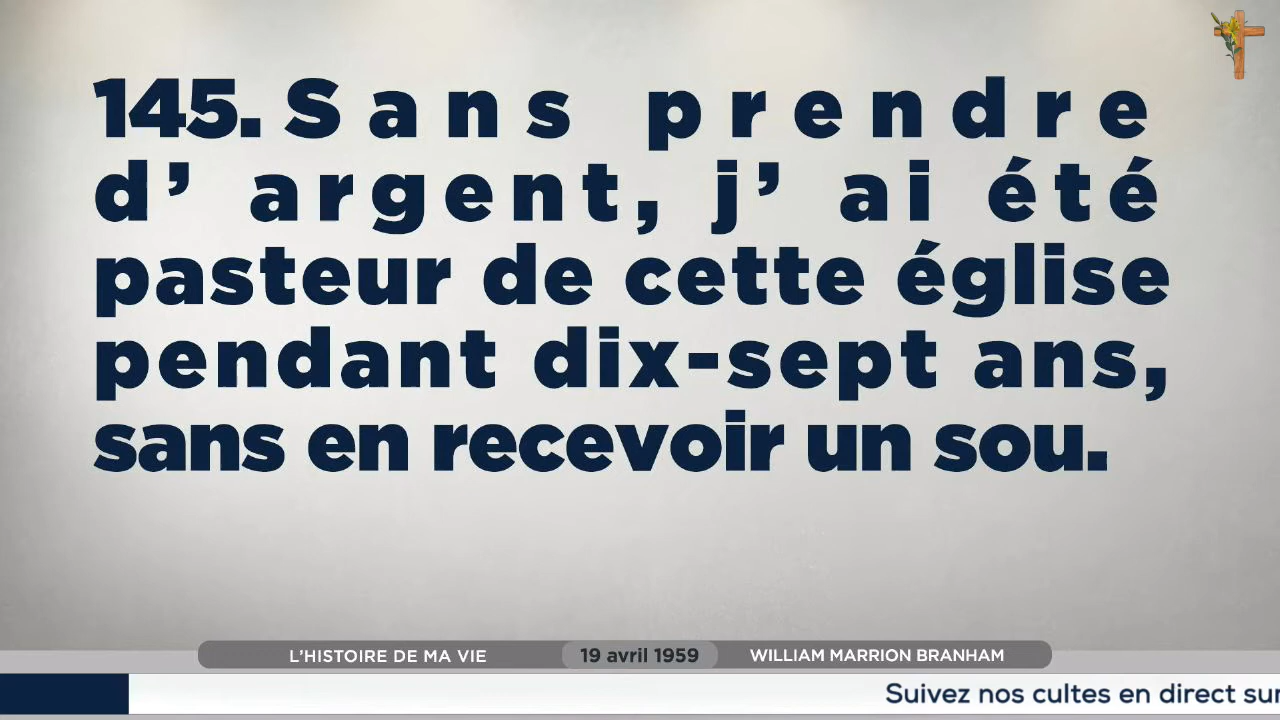 145. Sans prendre
d’ argent, j’ ai été
pasteur de cette église
pendant dix-sept ans,
sans en recevoir un sou.
L’HISTOIRE DE MA VIE 19 avril 1959 WILLIAM MARRION BRANHAM
Suivez nos cultes en direct sur